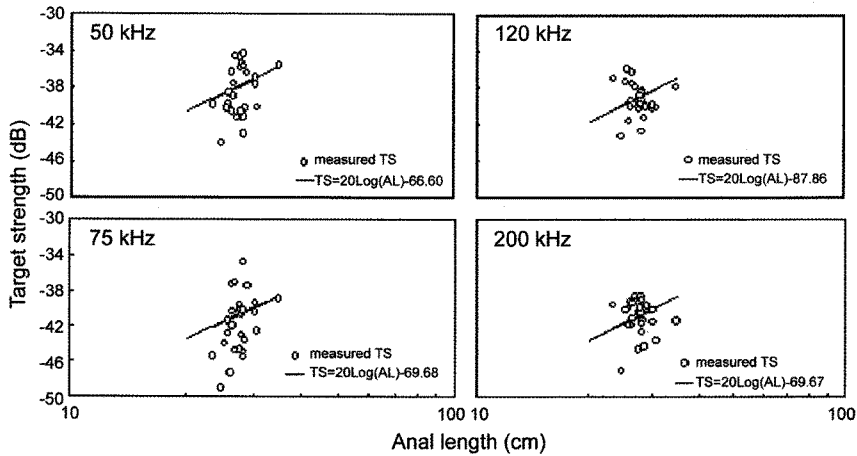 50 kHz
-30
-34
-38
-42
-46
-50
measured TS
TS=20Log(AL)-66.60
120 kHz
measured TS
TS=20Log(AL)-87.86
Target strength (dB)
75 kHz
-30
-34
-38
-42
-46
-50
measured TS
TS=20Log(AL)-69.68
10
100
200 kHz
measured TS
TS=20Log(AL)-69.67
10
100
Anal length (cm)